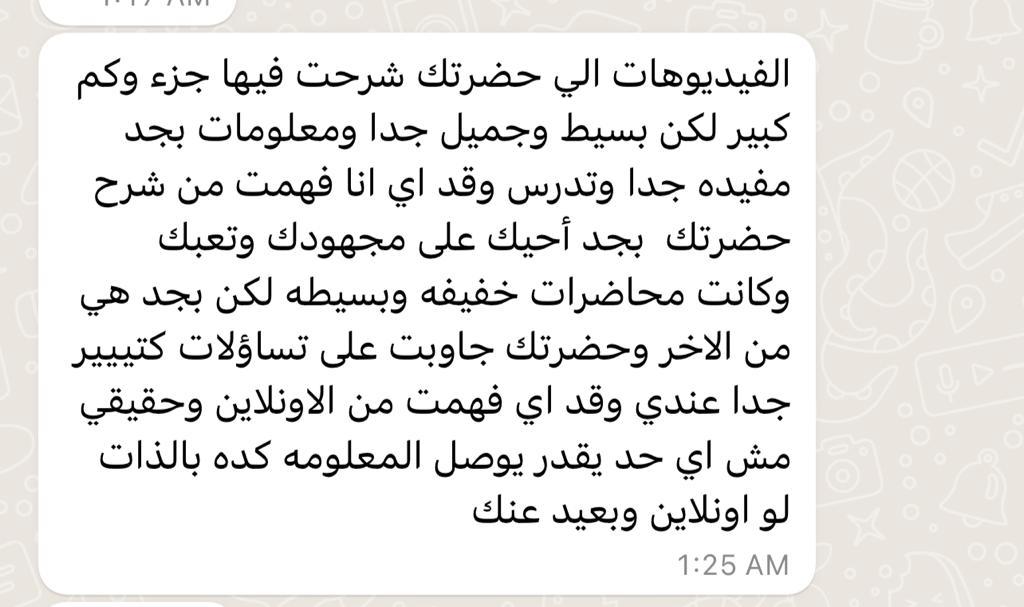 الفيديوهات الي حضرتك شرحت فيها جزء وكم
كبير لكن بسيط وجميل جدا ومعلومات بجد
مفيده جدا وتدرس وقد اي انا فهمت من شرح
حضرتك  بجد أحيك على مجهودك وتعبك
وكانت محاضرات خفيفه وبسيطه لكن بجد هي
من الاخر وحضرتك جاوبت على تساؤلات كتيييير
جدا عندي وقد اي فهمت من الاونلاين وحقيقي
مش اي حد يقدر يوصل المعلومه كده بالذات
لو اونلاين وبعيد عنك
1:25 AM